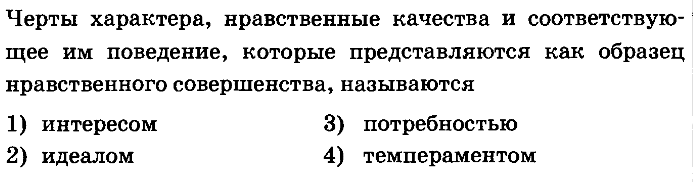 Черты характера, нравственные качества и соответствую-
щее им поведение, которые представляются как образец
нравственного совершенства, называются
1) интересом 3) потребностью
2) идеалом 4) темпераментом